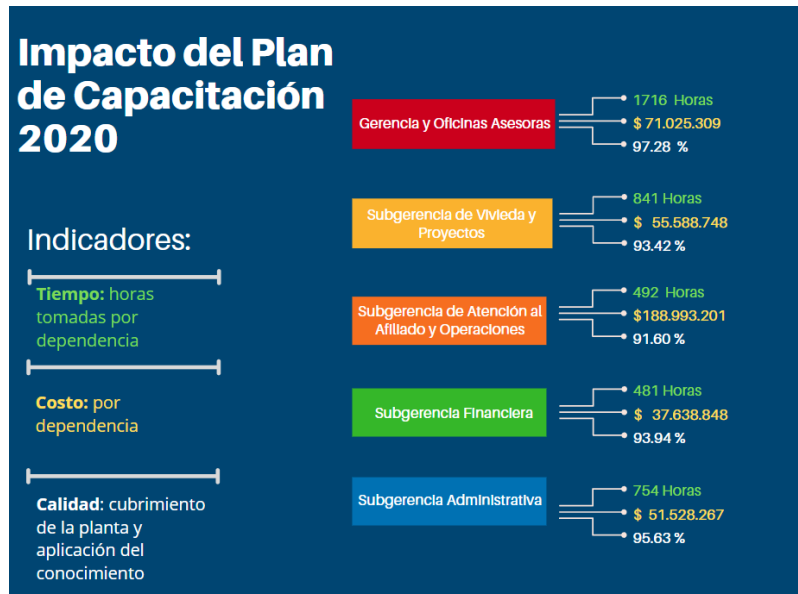 Impacto del Plan
de Capacitación
2020
Indicadores:
Tiempo: horas
tomadas por
dependencia
Costo: por
dependencia
Calidad: cubrimiento
de la planta y
aplicación del
conocimiento
Gerencia y Oficinas Asesoras
1716 Horas
$ 71.025.309
97.28 %
Subgerencia de Vivieda y
Proyectos
841 Horas
$ 55.588.748
93.42 %
Subgerencia de Atención al
Afiliado y Operaciones
492 Horas
$188.993.201
91.60 %
Subgerencia Financiera
481 Horas
$ 37.638.848
93.94 %
Subgerencia Administrativa
754 Horas
$ 51.528.267
95.63 %